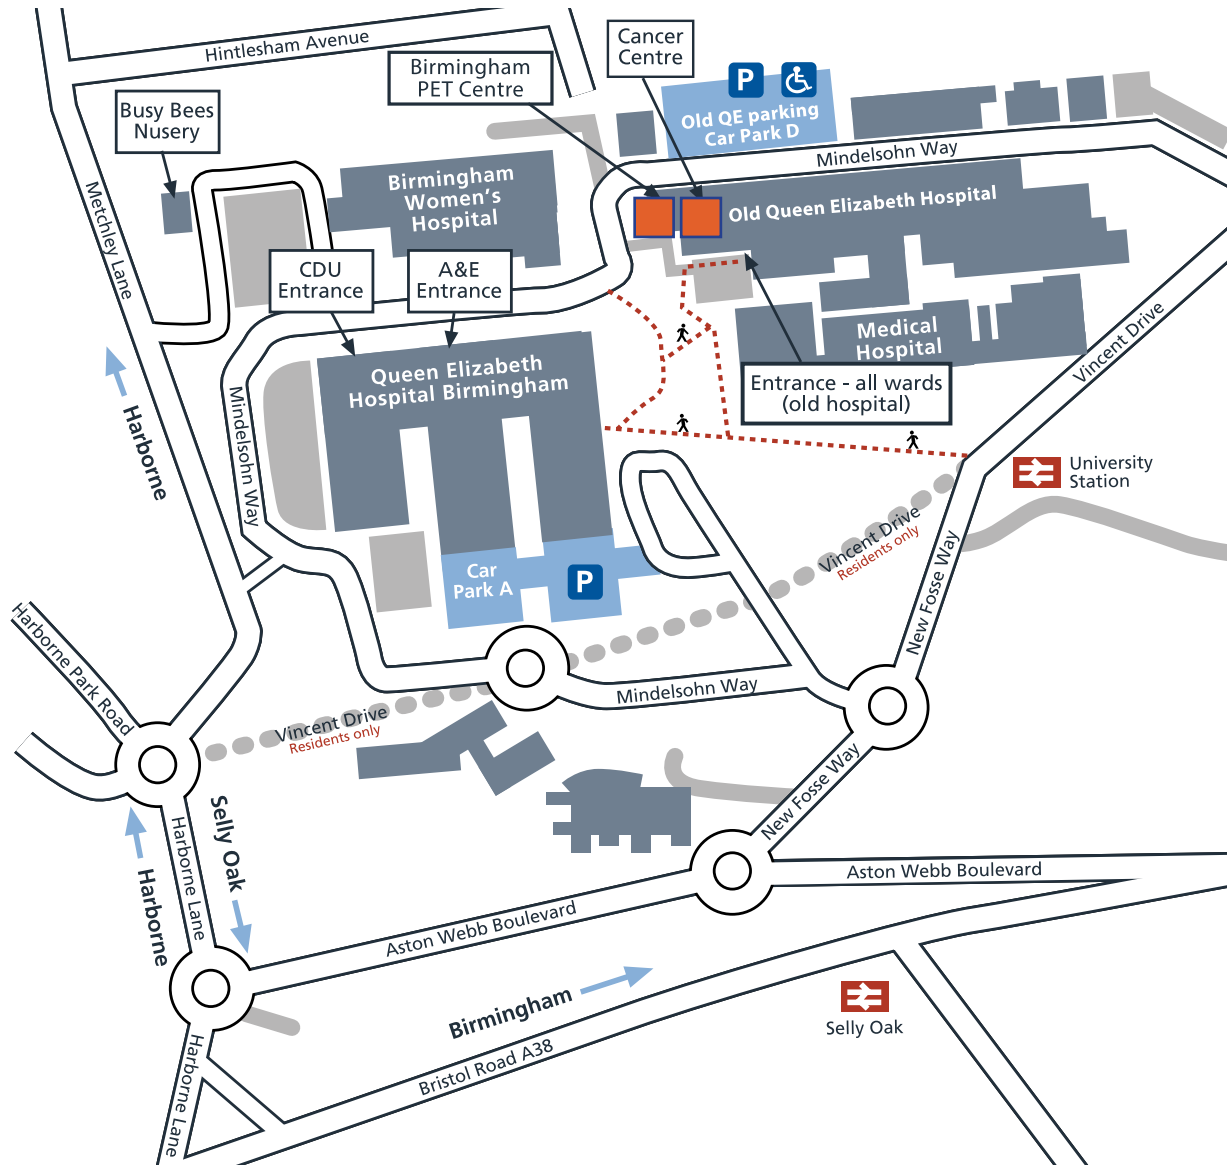 Hintlesham Avenue
Cancer
Centre
Birmingham
PET Centre
P
Old QE parking
Car Park D
Busy Bees
Nusery
Mindelsohn Way
Metchley Lane
Birmingham
Women's
Hospital
Old Queen Elizabeth Hospital
CDU
Entrance
A&E
Entrance
Medical
Hospital
Vincent Drive
Queen Elizabeth
Hospital Birmingham
Entrance - all wards
(old hospital)
Harborne
Mindelsohn Way
University
Station
Vincent Drive
Residents only
New Fosse Way
Car
Park A
P
Harborne Park Road
Mindelsohn Way
Vincent Drive
Residents only
New Fosse Way
Selly Oak
Harborne Lane
Harborne
Aston Webb Boulevard
Aston Webb Boulevard
Birmingham
Selly Oak
Bristol Road A38
Harborne Lane